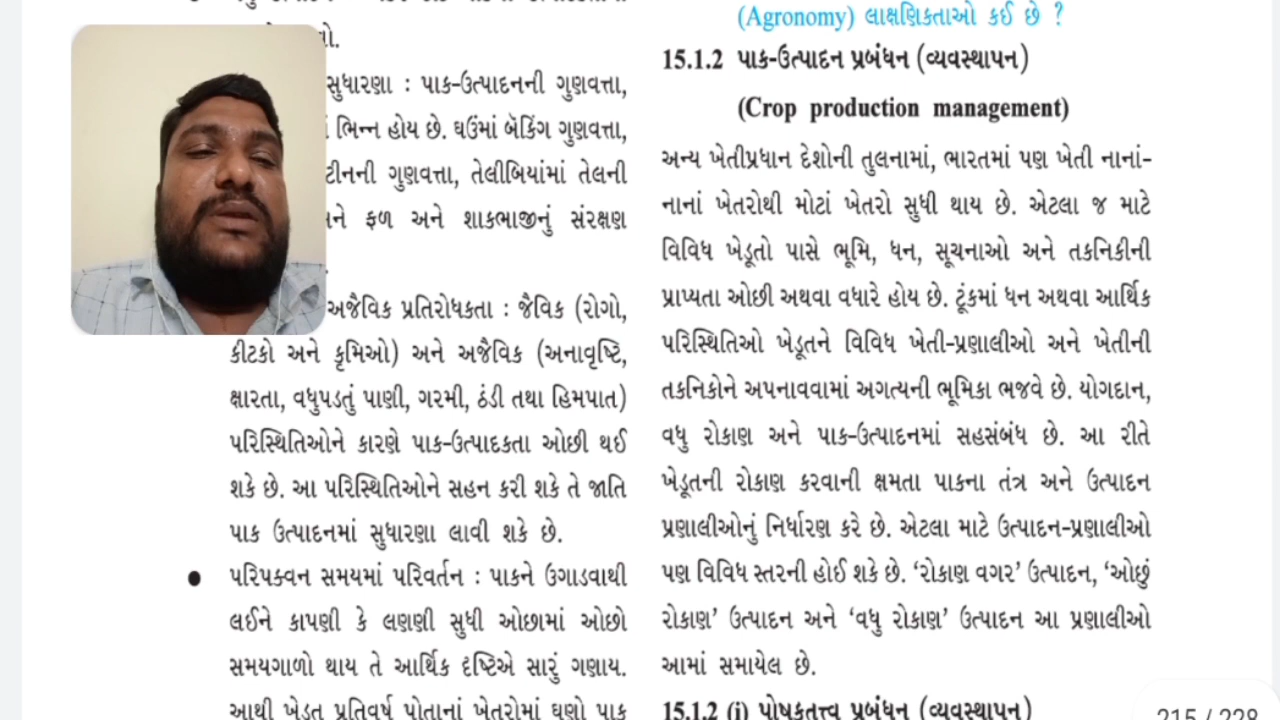 સુધારણા : પાક-ઉત્પાદનની ગુણવત્તા,
ભિન્ન હોય છે. ઘઉંમાં બૅકિંગ ગુણવત્તા,
ગુણવત્તા, તેલીબિયાંમાં તેલની
ફળ અને શાકભાજીનું સંરક્ષણ
અજૈવિક પ્રતિરોધકતા : જૈવિક (રોગો,
કીટકો અને કૃમિઓ) અને અજૈવિક (અનાવૃષ્ટિ,
ક્ષારતા, વધુપડતું પાણી, ગરમી, ઠંડી તથા હિમપાત)
પરિસ્થિતિઓને કારણે પાક-ઉત્પાદકતા ઓછી થઈ
શકે છે. આ પરિસ્થિતિઓને સહન કરી શકે તે જાતિ
પાક ઉત્પાદનમાં સુધારણા લાવી શકે છે.
● પરિપક્વન સમયમાં પરિવર્તન : પાકને ઉગાડવાથી
લઈને કાપણી કે લણણી સુધી ઓછામાં ઓછો
સમયગાળો થાય તે આર્થિક દૃષ્ટિએ સારું ગણાય.
આથી ખેડૂત પ્રતિવર્ષ પોતાનાં ખેતરોમાં ઘણો પાક
(Agronomy) લાક્ષણિકતાઓ કઈ છે ?
15.1.2 પાક-ઉત્પાદન પ્રબંધન (વ્યવસ્થાપન)
(Crop production management)
અન્ય ખેતીપ્રધાન દેશોની તુલનામાં, ભારતમાં પણ ખેતી નાનાં-
નાનાં ખેતરોથી મોટાં ખેતરો સુધી થાય છે. એટલા જ માટે
વિવિધ ખેડૂતો પાસે ભૂમિ, ધન, સૂચનાઓ અને તકનિકીની
પ્રાપ્યતા ઓછી અથવા વધારે હોય છે. ટૂંકમાં ધન અથવા આર્થિક
પરિસ્થિતિઓ ખેડૂતને વિવિધ ખેતી-પ્રણાલીઓ અને ખેતીની
તકનિકોને અપનાવવામાં અગત્યની ભૂમિકા ભજવે છે. યોગદાન,
વધુ રોકાણ અને પાક-ઉત્પાદનમાં સહસંબંધ છે. આ રીતે
ખેડૂતની રોકાણ કરવાની ક્ષમતા પાકના તંત્ર અને ઉત્પાદન
પ્રણાલીઓનું નિર્ધારણ કરે છે. એટલા માટે ઉત્પાદન-પ્રણાલીઓ
પણ વિવિધ સ્તરની હોઈ શકે છે. ‘રોકાણ વગર’ ઉત્પાદન, ‘ઓછું
રોકાણ’ ઉત્પાદન અને ‘વધુ રોકાણ’ ઉત્પાદન આ પ્રણાલીઓ
આમાં સમાયેલ છે.
15.1.2 (i) પોષકતત્ત્વ પ્રબંધન (વ્યવસ્થાપન)
215 / 228